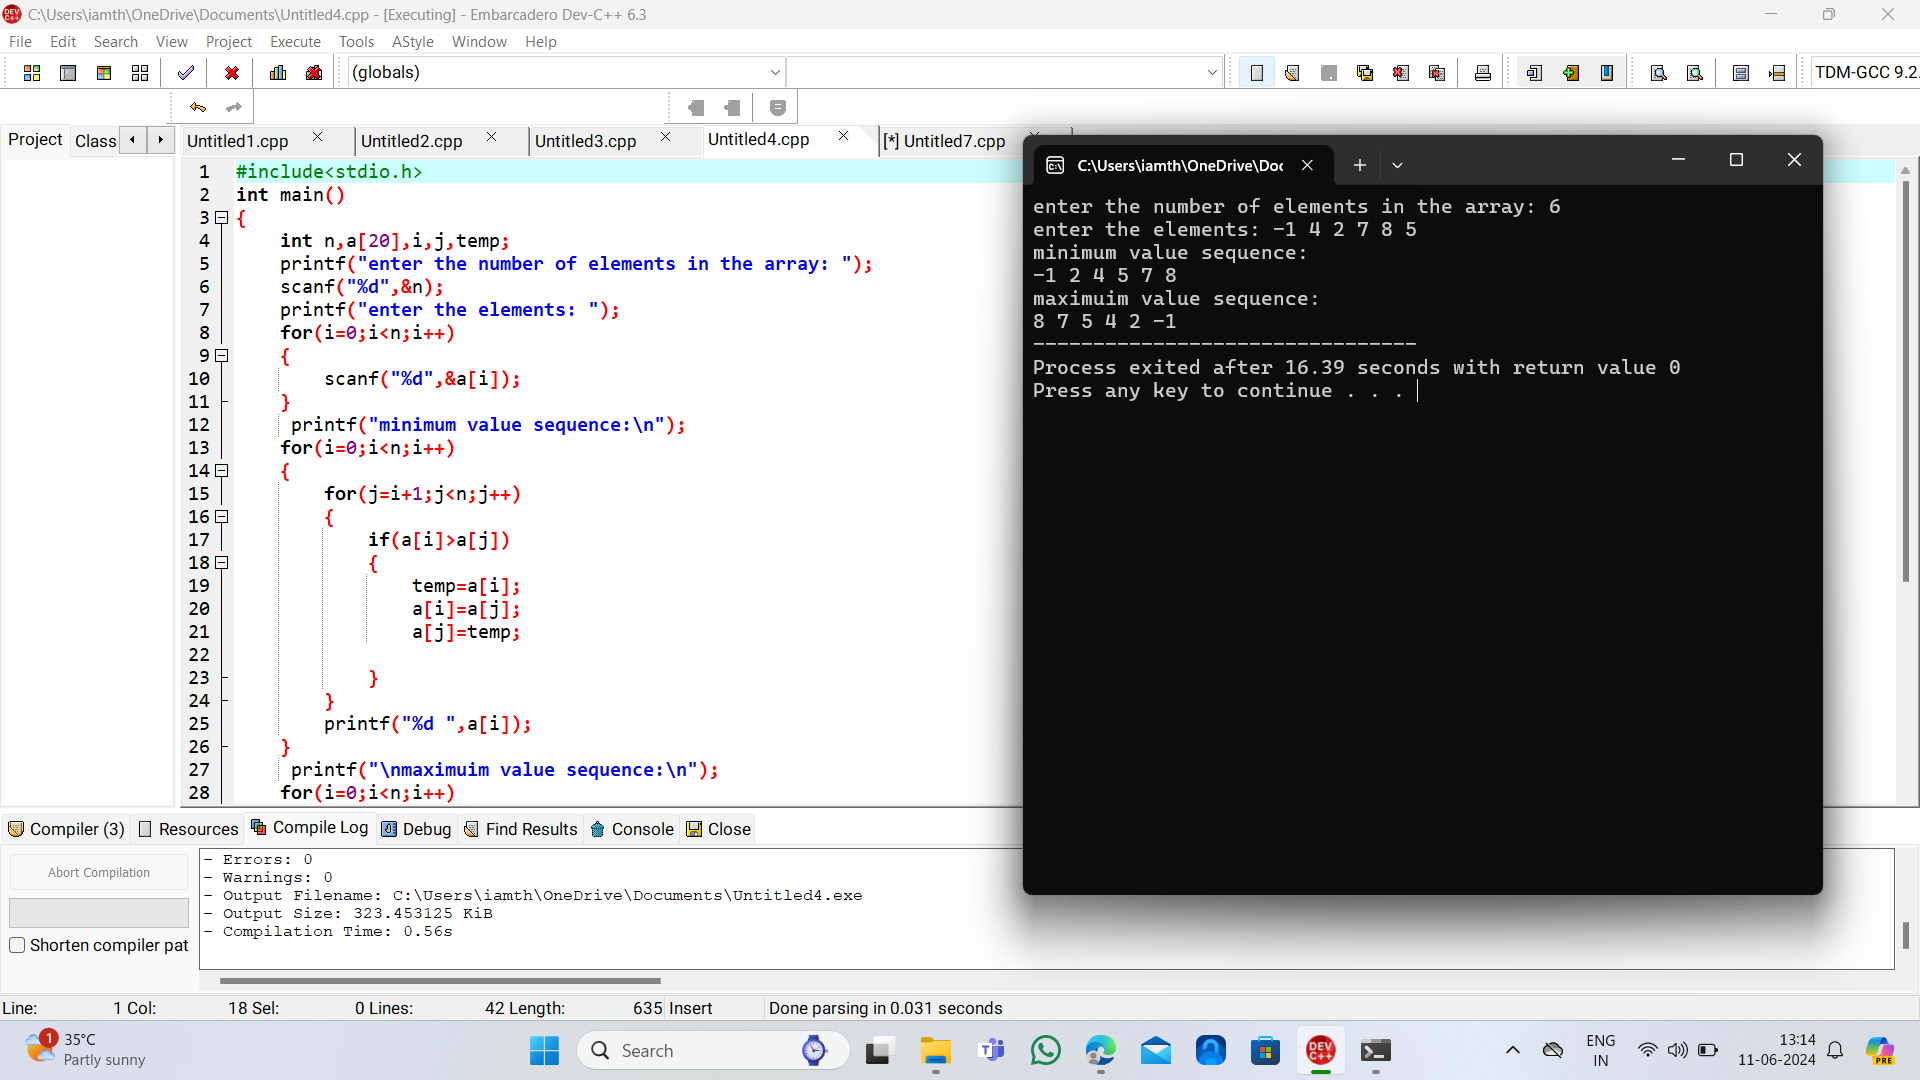 C:\Users\iamth\OneDrive\Documents\Untitled4.cpp - [Executing] - Embarcadero Dev-C++ 6.3
File Edit Search View Project Execute Tools AStyle Window Help
(globals)
TDM-GCC 9.2.
Project Class
Untitled1.cpp Untitled2.cpp Untitled3.cpp Untitled4.cpp [*] Untitled7.cpp
1 #include<stdio.h>
2 int main()
3 {
4 int n,a[20],i,j,temp;
5 printf("enter the number of elements in the array: ");
6 scanf("%d",&n);
7 printf("enter the elements: ");
8 for(i=0;i<n;i++)
9 {
10 scanf("%d",&a[i]);
11 }
12 printf("minimum value sequence:\n");
13 for(i=0;i<n;i++)
14 {
15 for(j=i+1;j<n;j++)
16 {
17 if(a[i]>a[j])
18 {
19 temp=a[i];
20 a[i]=a[j];
21 a[j]=temp;
22
23 }
24 }
25 printf("%d ",a[i]);
26 }
27 printf("\nmaximuim value sequence:\n");
28 for(i=0;i<n;i++)
C:\Users\iamth\OneDrive\Doc
enter the number of elements in the array: 6
enter the elements: -1 4 2 7 8 5
minimum value sequence:
-1 2 4 5 7 8
maximuim value sequence:
8 7 5 4 2 -1
--------------------------------
Process exited after 16.39 seconds with return value 0
Press any key to continue . . .
Compiler (3) Resources Compile Log Debug Find Results Console Close
Abort Compilation
Shorten compiler pat
- Errors: 0
- Warnings: 0
- Output Filename: C:\Users\iamth\OneDrive\Documents\Untitled4.exe
- Output Size: 323.453125 KiB
- Compilation Time: 0.56s
Line: 1 Col: 18 Sel: 0 Lines: 42 Length: 635 Insert Done parsing in 0.031 seconds
1
35°C
Partly sunny
Search
DEV C++
ENG
IN
13:14
11-06-2024
PRE